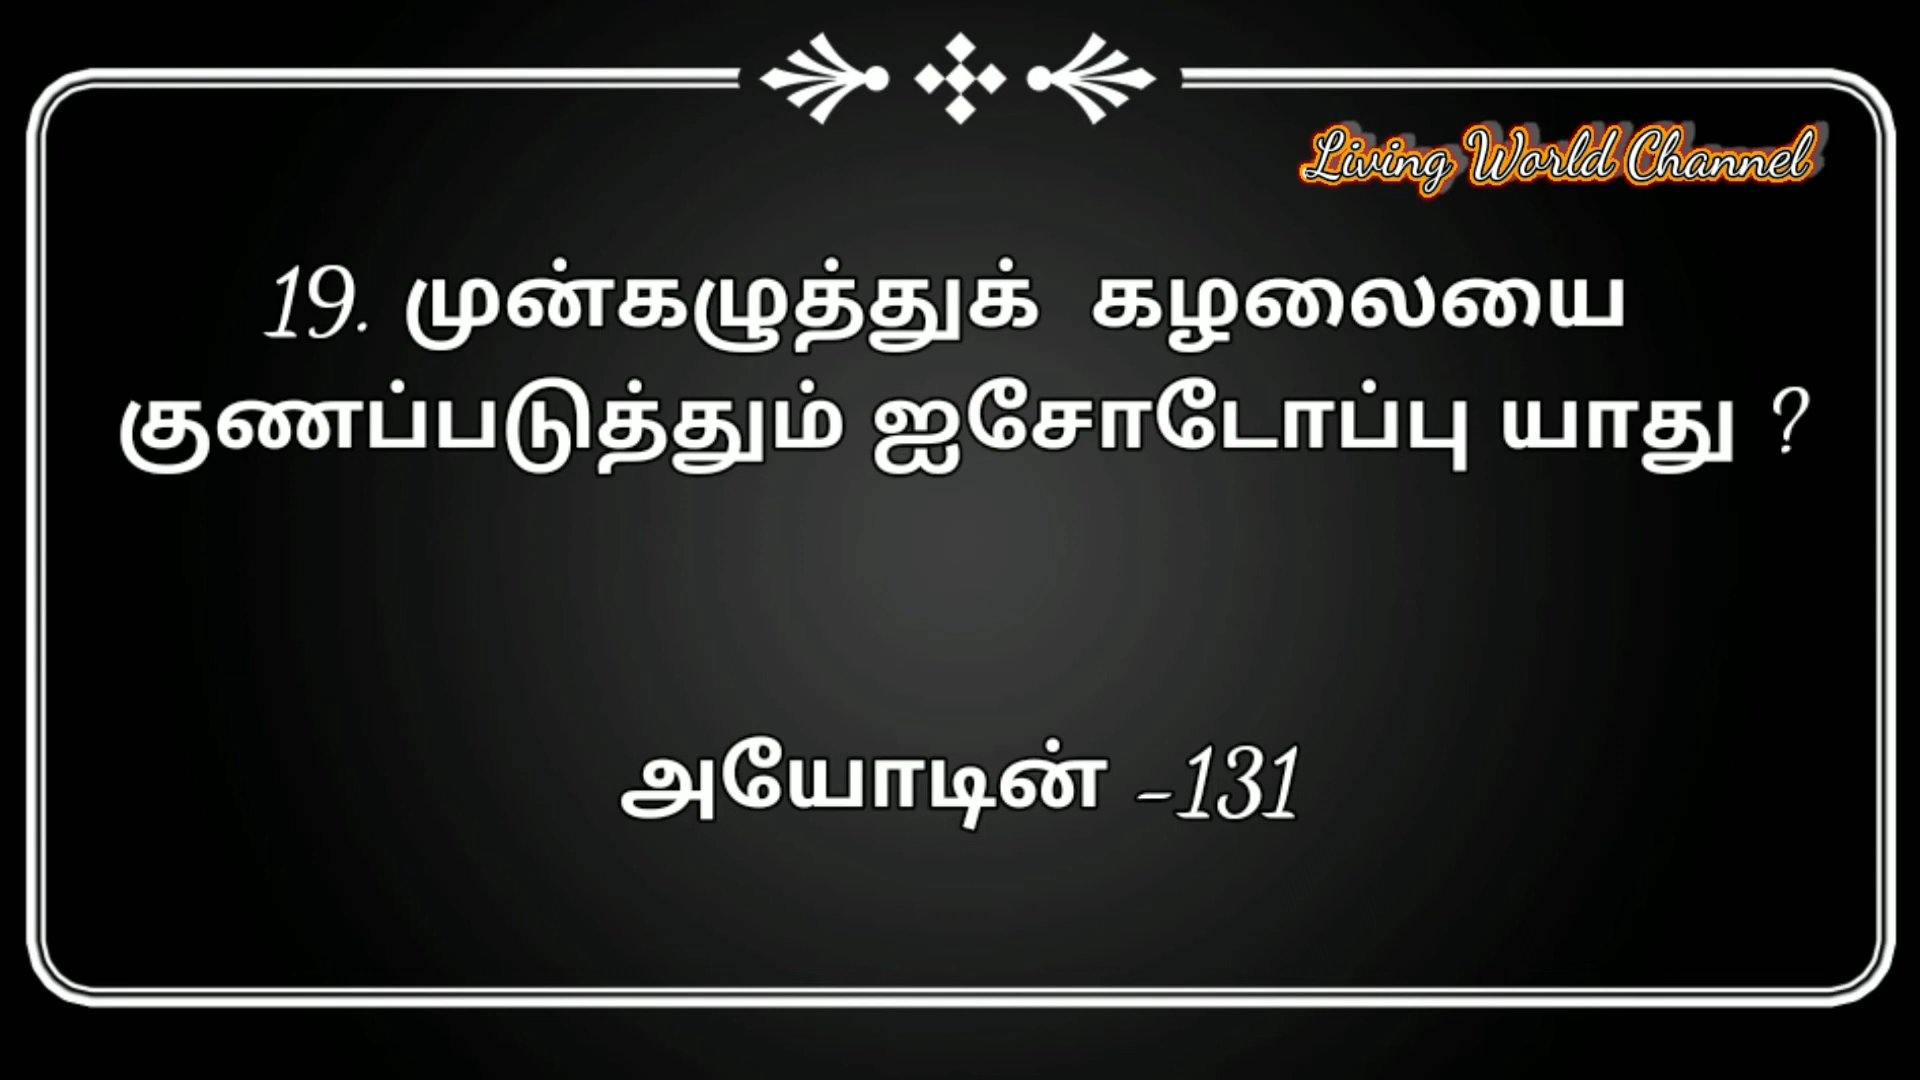 Living World Channel
19. முன்கழுத்துக் கழலையை
குணப்படுத்தும் ஐசோடோப்பு யாது ?
அயோடின் -131